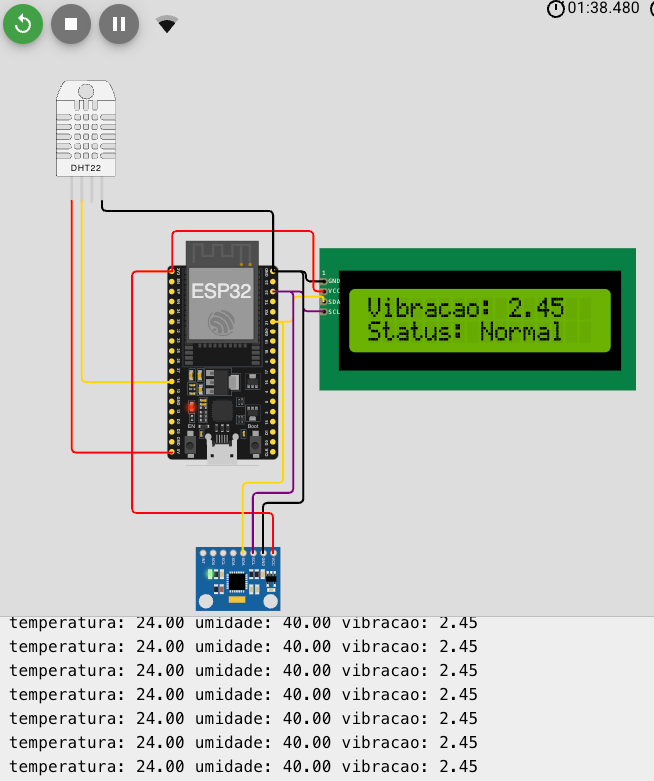 01:38.480
DHT22
ESP32
1
GND
VCC
SDA
SCL
Vibracao: 2.45
Status: Normal
EN
Boot
temperatura: 24.00 umidade: 40.00 vibracao: 2.45
temperatura: 24.00 umidade: 40.00 vibracao: 2.45
temperatura: 24.00 umidade: 40.00 vibracao: 2.45
temperatura: 24.00 umidade: 40.00 vibracao: 2.45
temperatura: 24.00 umidade: 40.00 vibracao: 2.45
temperatura: 24.00 umidade: 40.00 vibracao: 2.45
temperatura: 24.00 umidade: 40.00 vibracao: 2.45